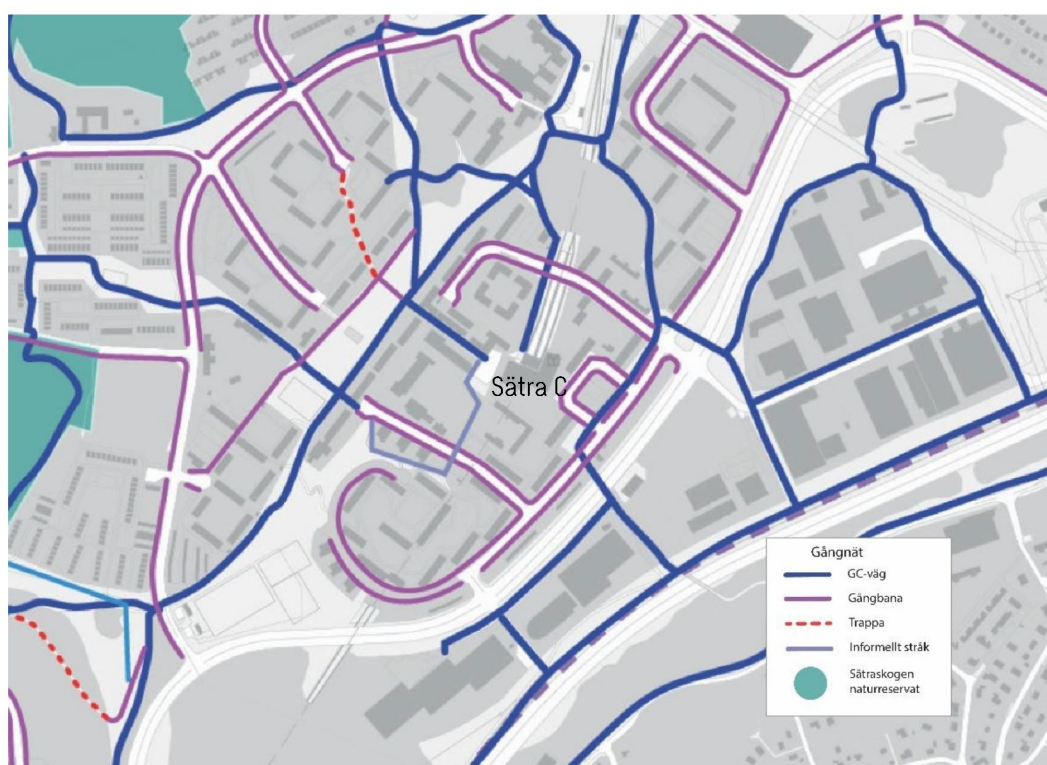 Sätra C
Gångnät
GC-väg
Gångbana
Trappa
Informellt stråk
Sätraskogen
naturreservat